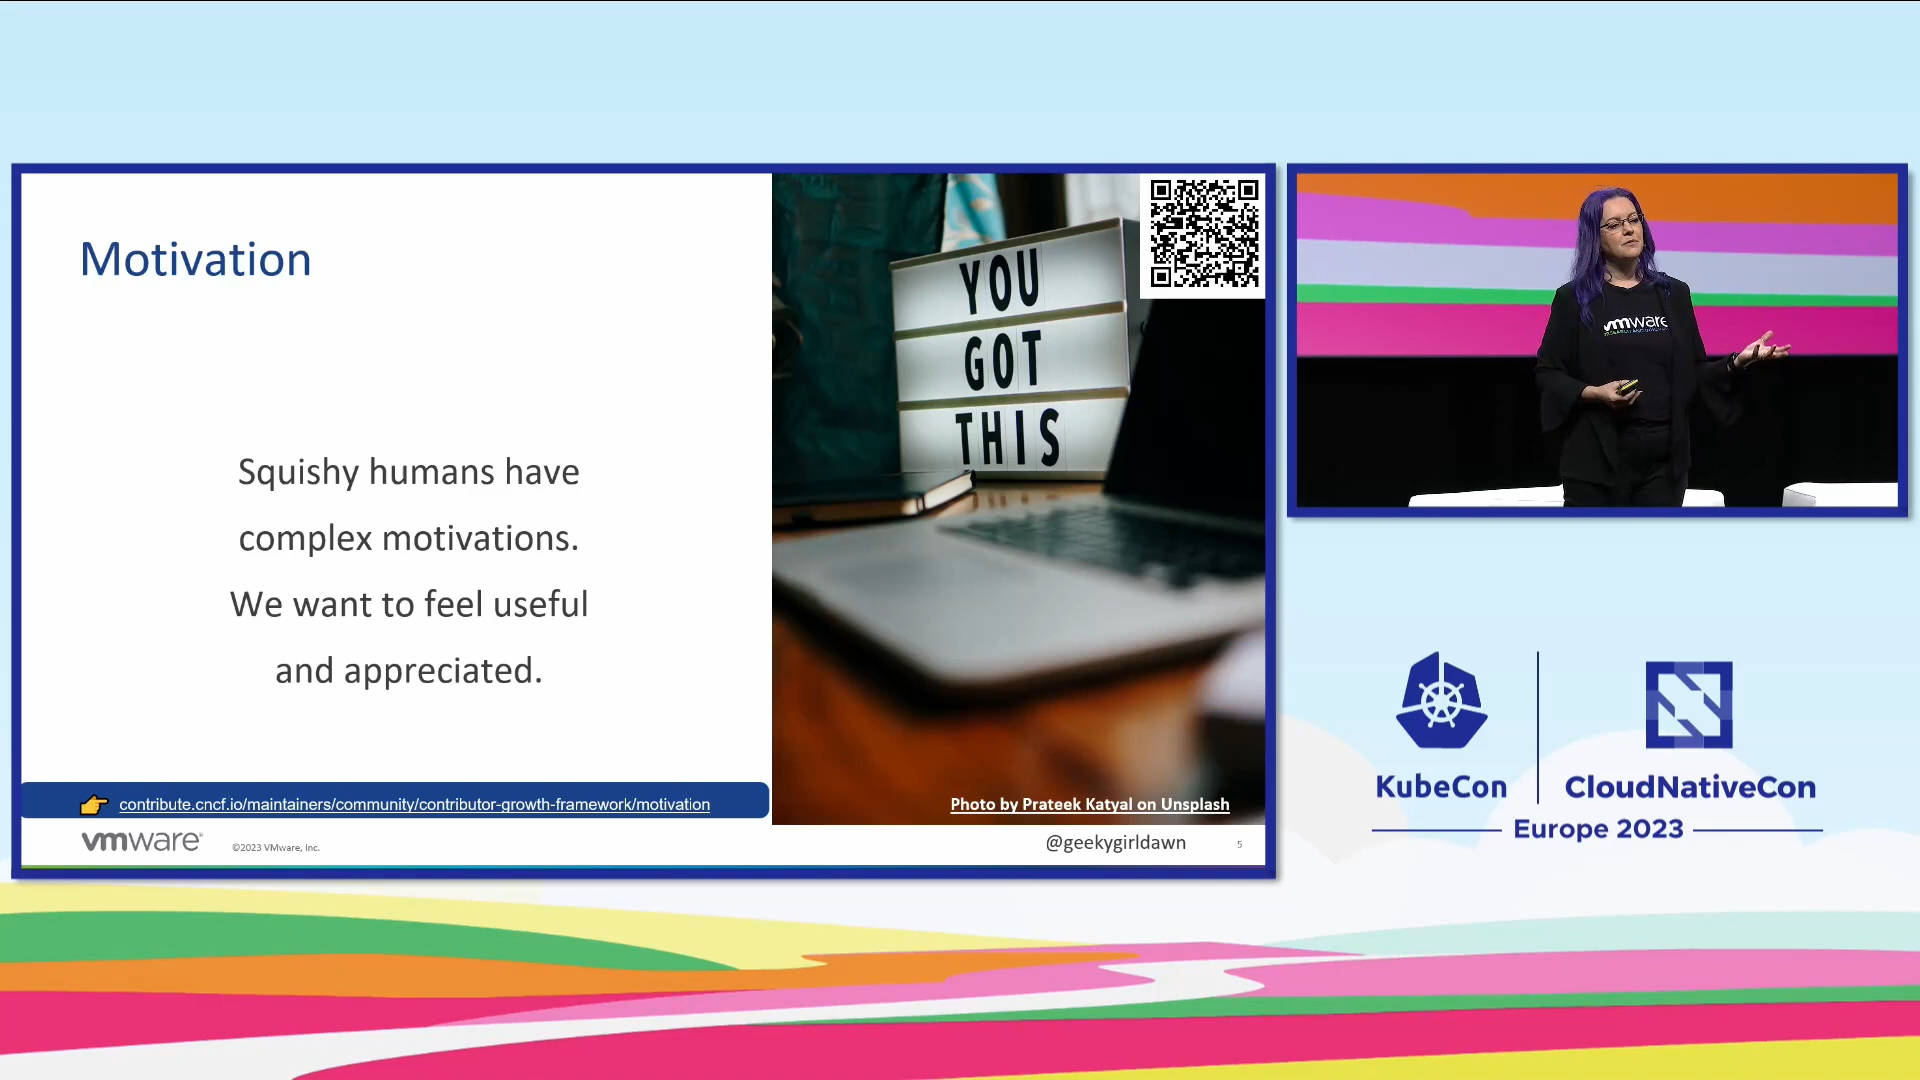 Motivation
Squishy humans have
complex motivations.
We want to feel useful
and appreciated.
YOU
GOT
THIS
contribute.cncf.io/maintainers/community/contributor-growth-framework/motivation
Photo by Prateek Katyal on Unsplash
vmware®
©2023 VMware, Inc.
@geekygirldawn
5
vmware
KubeCon
CloudNativeCon
Europe 2023